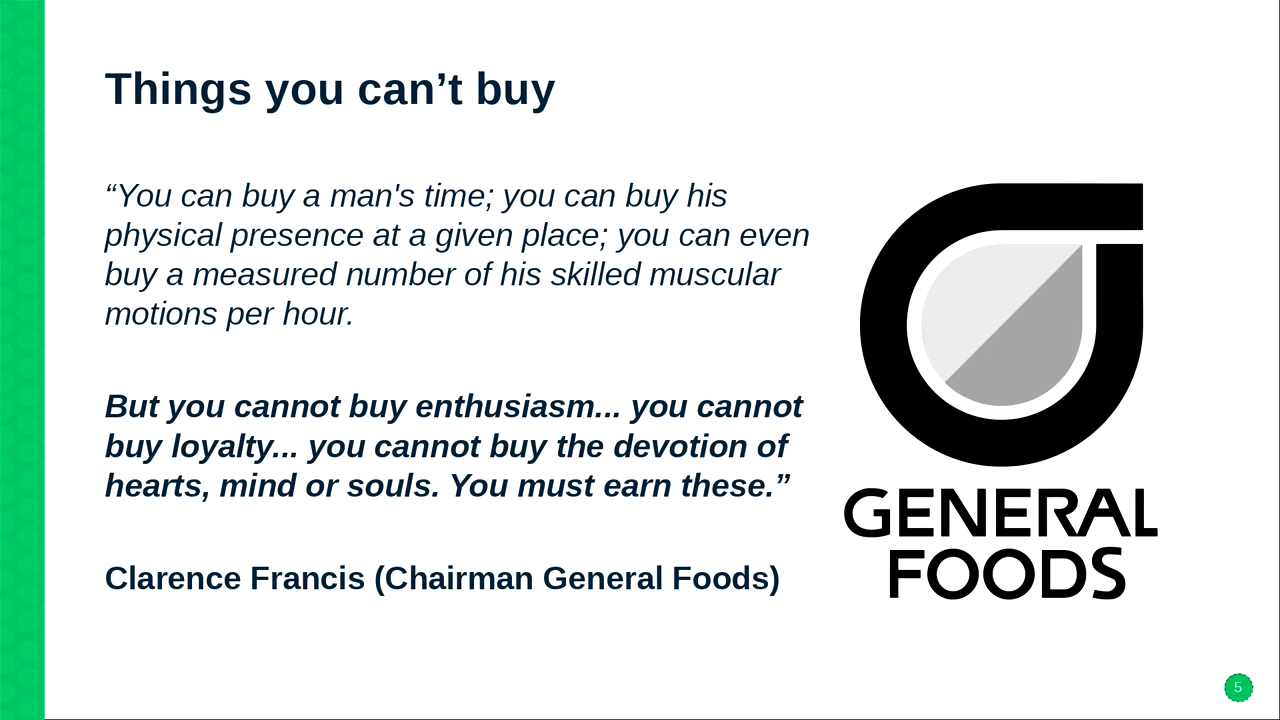 Things you can’t buy
“You can buy a man's time; you can buy his
physical presence at a given place; you can even
buy a measured number of his skilled muscular
motions per hour.
But you cannot buy enthusiasm... you cannot
buy loyalty... you cannot buy the devotion of
hearts, mind or souls. You must earn these.”
Clarence Francis (Chairman General Foods)
GENERAL
FOODS
5